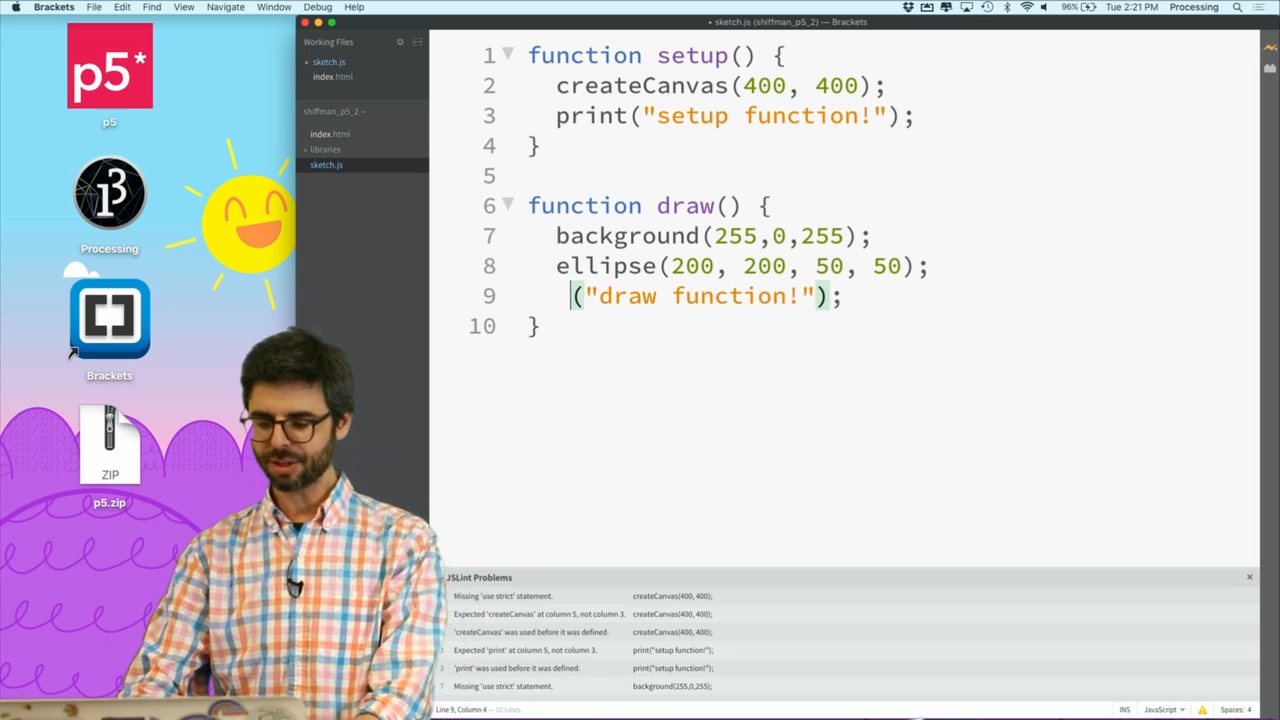 Brackets File Edit View Navigate Window Debug Help
96% Tue 2:21 PM Processing
• sketch.js (shiffman_p5_2) — Brackets
Working Files
• sketch.js
index.html
shiffman_p5_2
index.html
libraries
sketch.js
p5*
p5
Processing
Brackets
ZIP
p5.zip
1 function setup() {
2 createCanvas(400, 400);
3 print("setup function!");
4 }
5
6 function draw() {
7 background(255,0,255);
8 ellipse(200, 200, 50, 50);
9 ("draw function!");
10 }
JSLint Problems
Missing 'use strict' statement. createCanvas(400, 400);
Expected 'createCanvas' at column 5, not column 3. createCanvas(400, 400);
'createCanvas' was used before it was defined. createCanvas(400, 400);
3 Expected 'print' at column 5, not column 3. print("setup function!");
3 'print' was used before it was defined. print("setup function!");
7 Missing 'use strict' statement. background(255,0,255);
Line 9, Column 4 — 10 Lines
INS JavaScript Spaces: 4